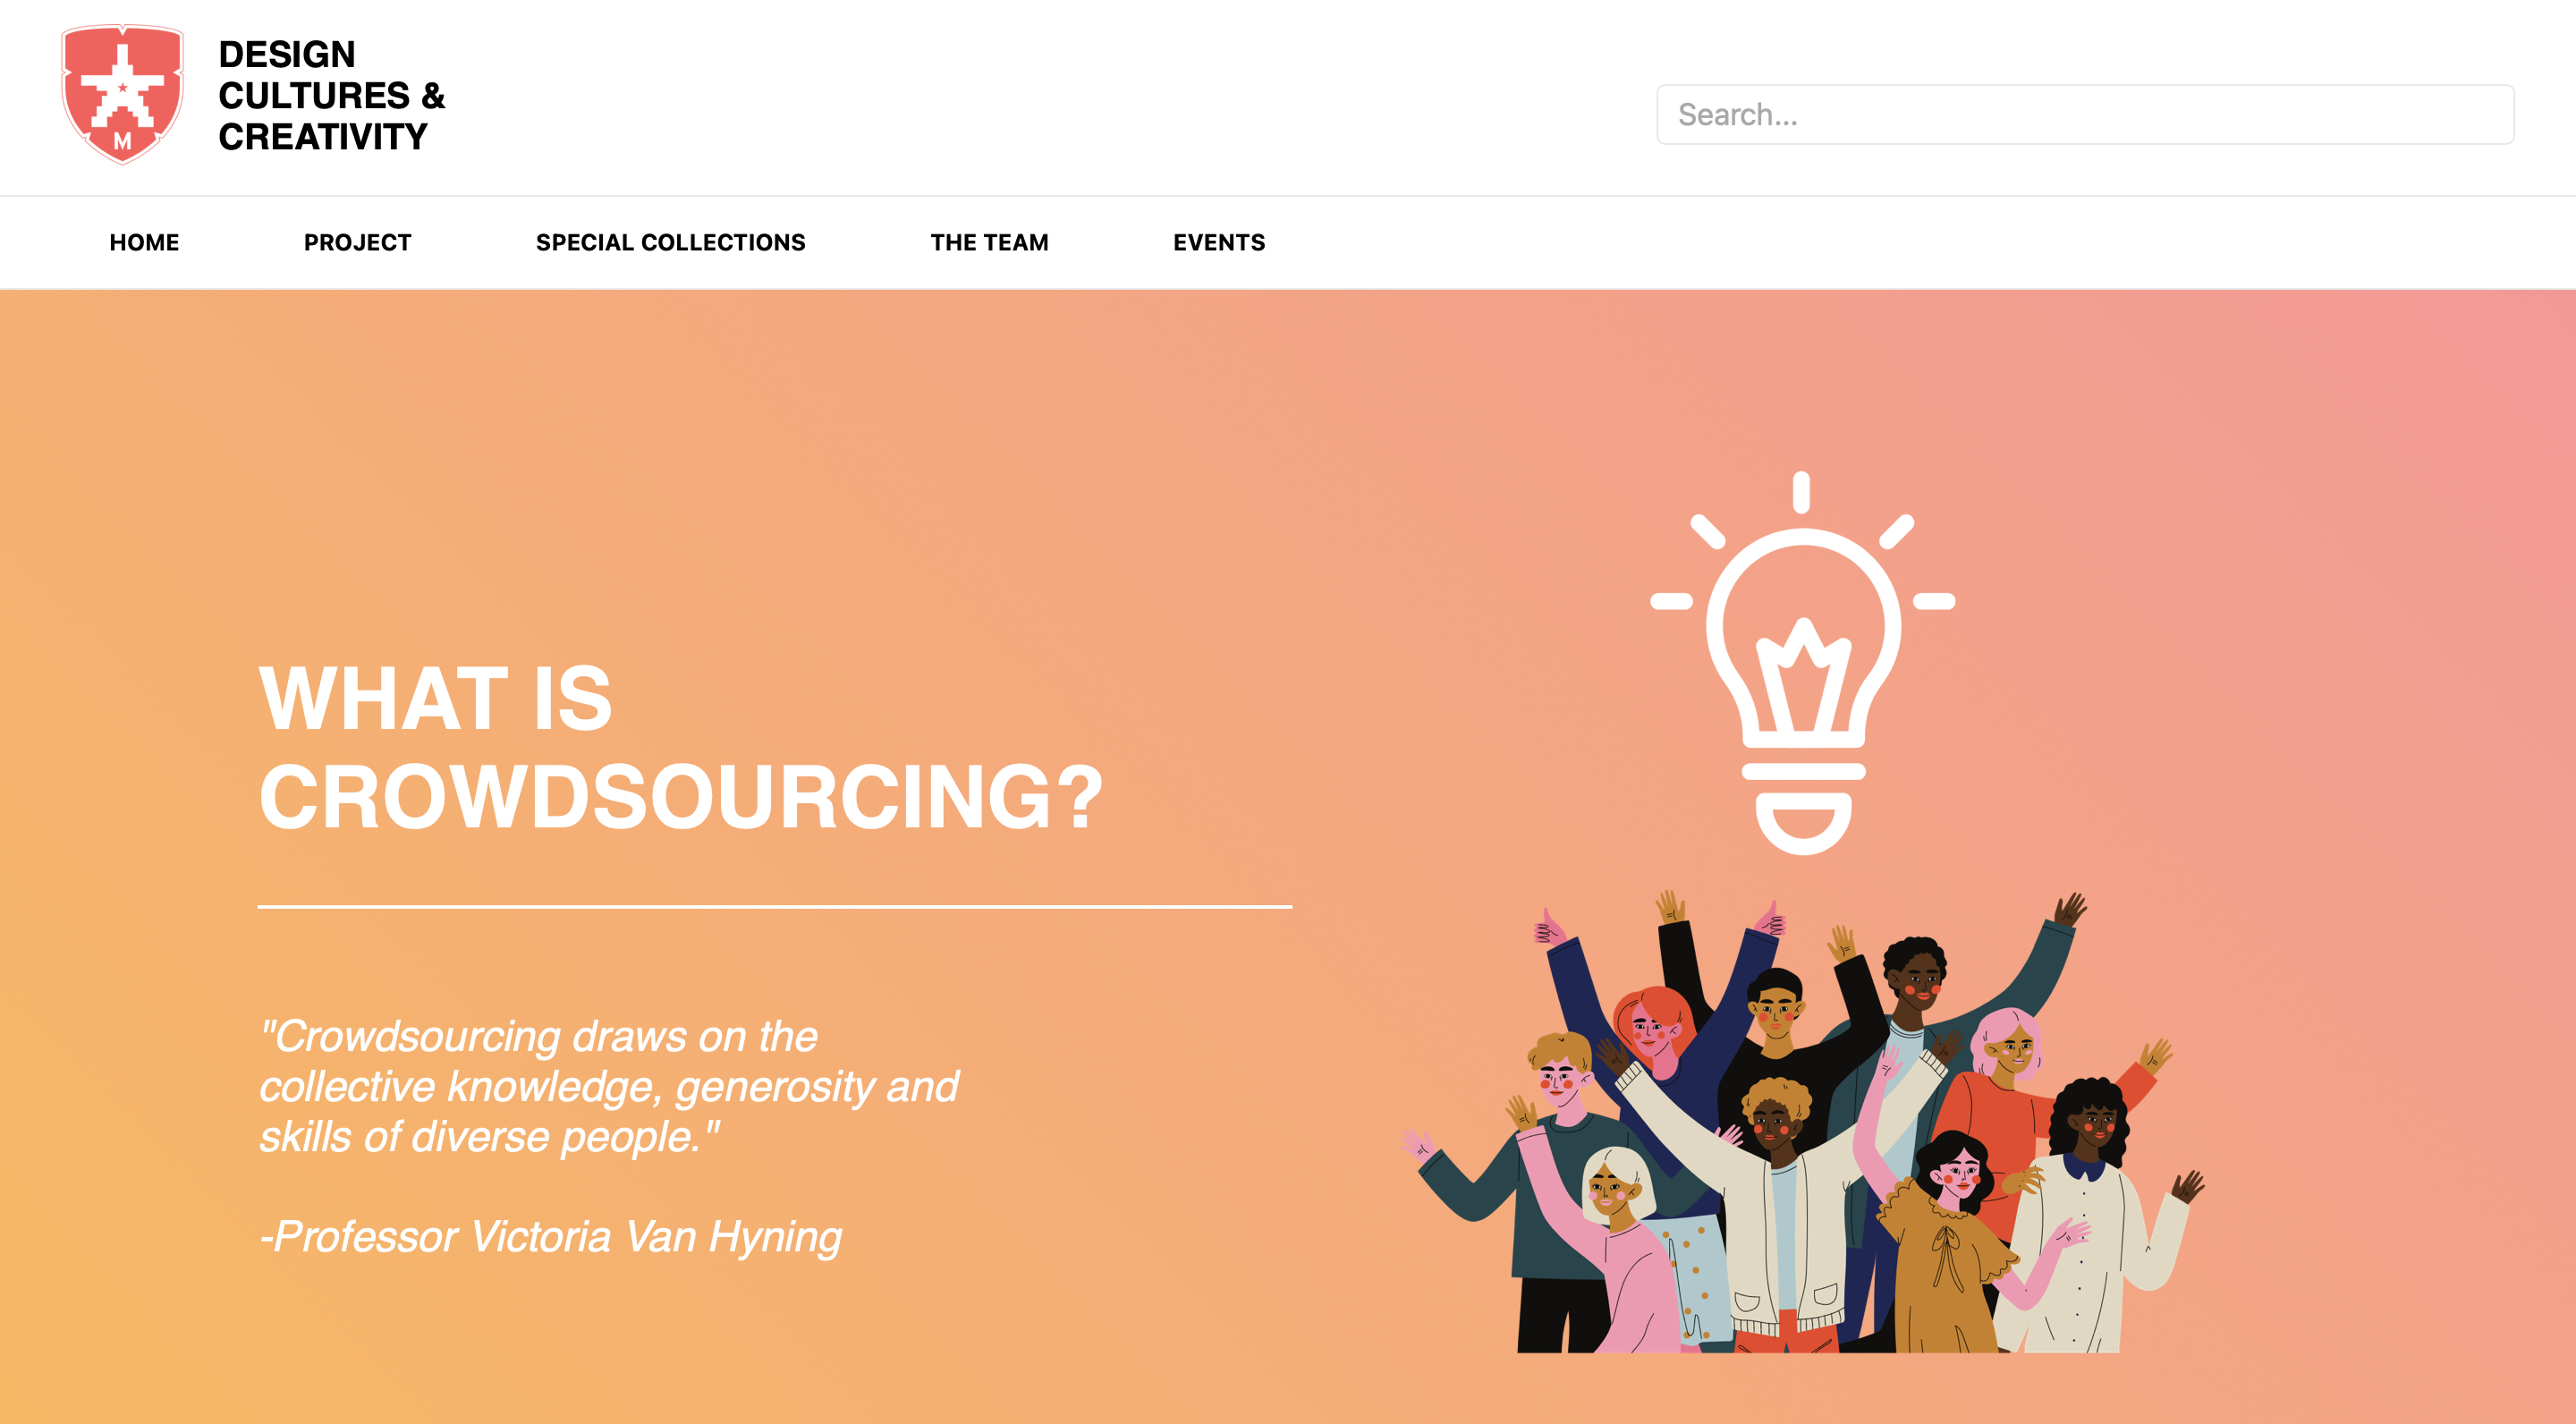 DESIGN
CULTURES &
CREATIVITY
M
Search...
HOME
PROJECT
SPECIAL COLLECTIONS
THE TEAM
EVENTS
WHAT IS
CROWDSOURCING?
"Crowdsourcing draws on the
collective knowledge, generosity and
skills of diverse people."
-Professor Victoria Van Hyning